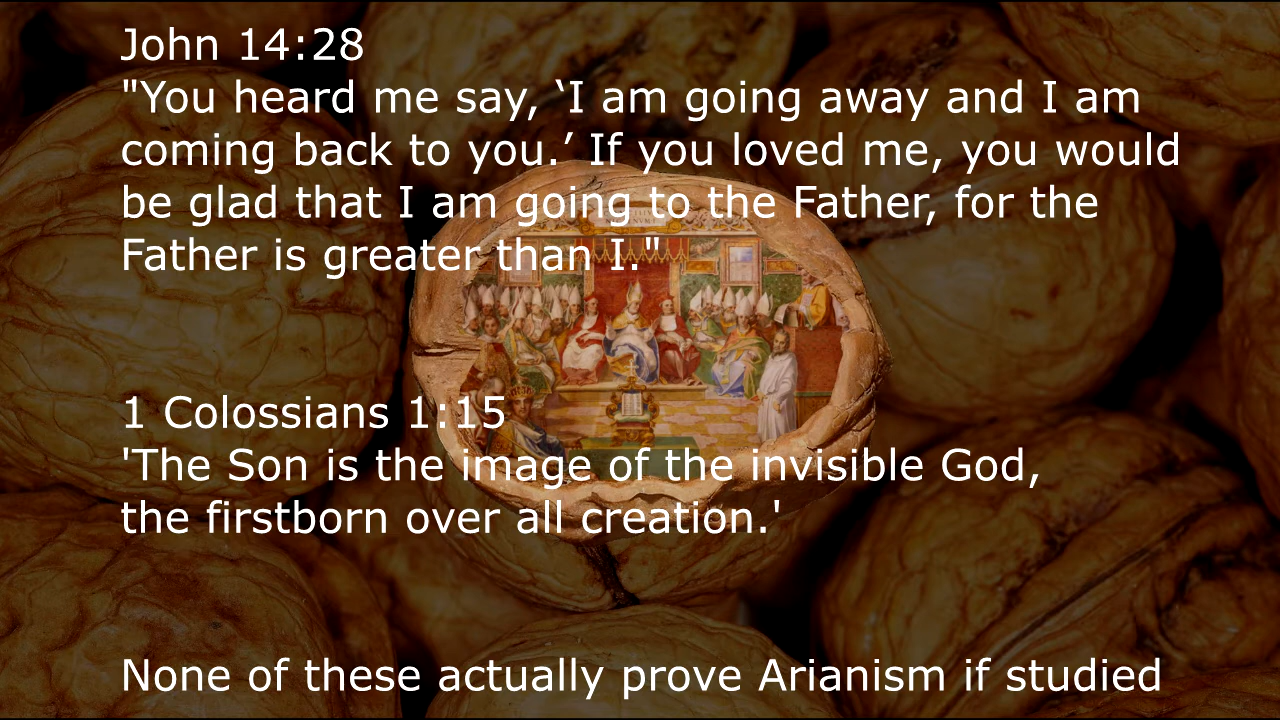 John 14:28
"You heard me say, ‘I am going away and I am
coming back to you.’ If you loved me, you would
be glad that I am going to the Father, for the
Father is greater than I."
1 Colossians 1:15
'The Son is the image of the invisible God,
the firstborn over all creation.'
None of these actually prove Arianism if studied